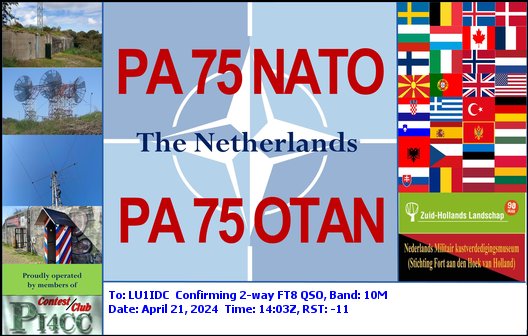 PA 75 NATO
The Netherlands
PA 75 OTAN
Zuid-Hollands Landschap
Nederlands Militair kustverdedigingsmuseum
(Stichting Fort aan den Hoek van Holland)
Proudly operated
by members of
Contest/Club
PI4CC
To: LU1IDC Confirming 2-way FT8 QSO, Band: 10M
Date: April 21, 2024 Time: 14:03Z, RST: -11